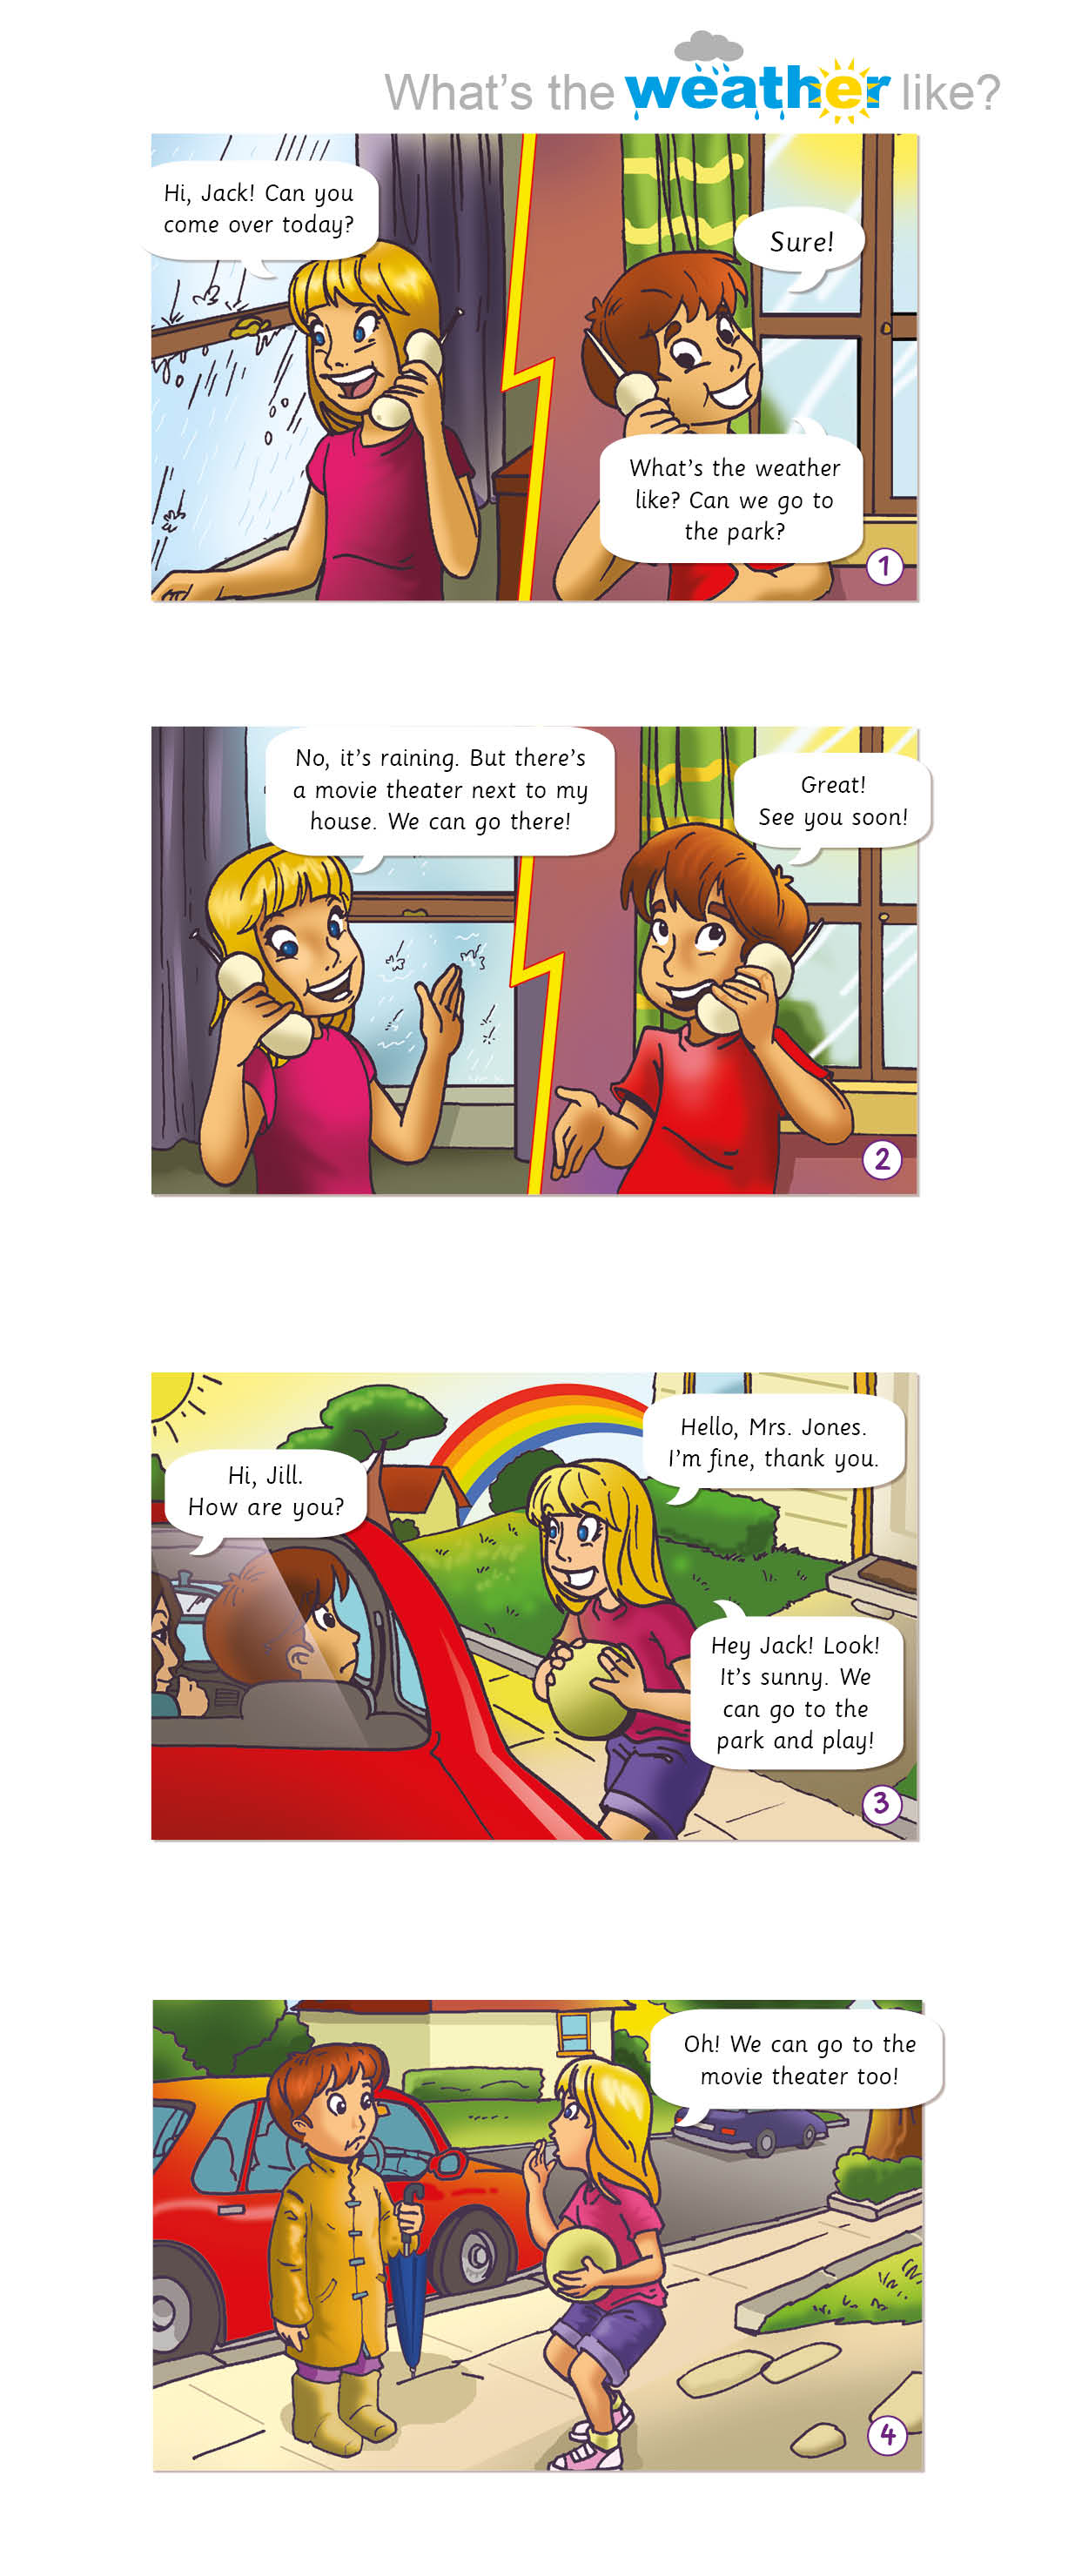 What's the weather like?
Hi, Jack! Can you
come over today?
Sure!
What's the weather
like? Can we go to
the park?
1
No, it's raining. But there's
a movie theater next to my
house. We can go there!
Great!
See you soon!
2
Hi, Jill.
How are you?
Hello, Mrs. Jones.
I'm fine, thank you.
Hey Jack! Look!
It's sunny. We
can go to the
park and play!
3
Oh! We can go to the
movie theater too!
4